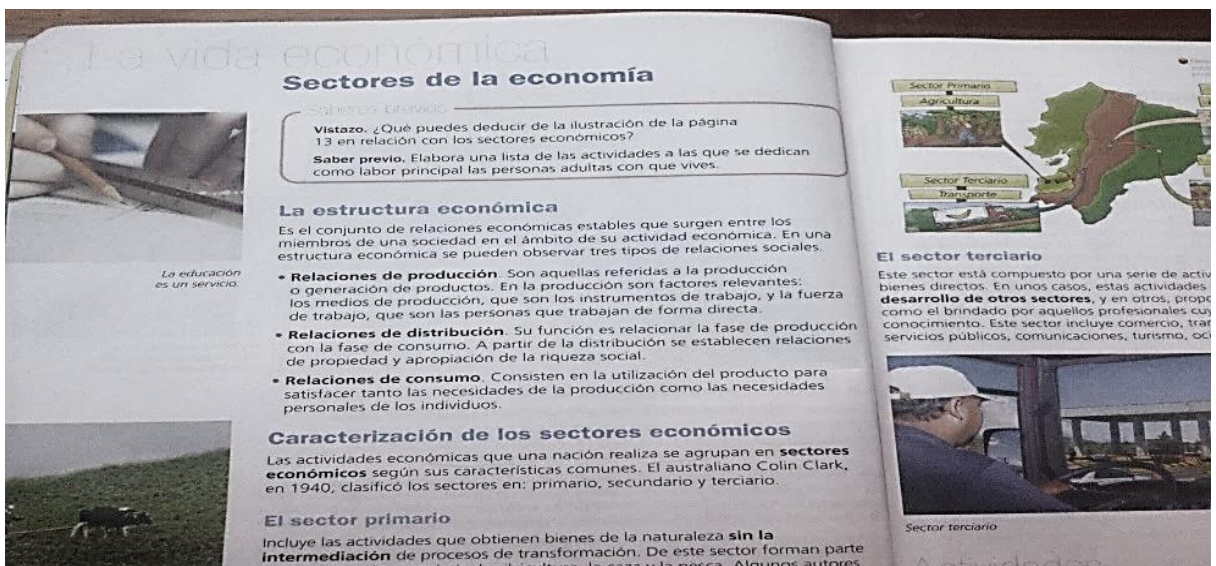 La vida económica
Sectores de la economía
Saberes previos
Vistazo. ¿Qué puedes deducir de la ilustración de la página
13 en relación con los sectores económicos?
Saber previo. Elabora una lista de las actividades a las que se dedican
como labor principal las personas adultas con que vives.
La educación
es un servicio.
La estructura económica
Es el conjunto de relaciones económicas estables que surgen entre los
miembros de una sociedad en el ámbito de su actividad económica. En una
estructura económica se pueden observar tres tipos de relaciones sociales.
• Relaciones de producción. Son aquellas referidas a la producción
o generación de productos. En la producción son factores relevantes:
los medios de producción, que son los instrumentos de trabajo, y la fuerza
de trabajo, que son las personas que trabajan de forma directa.
• Relaciones de distribución. Su función es relacionar la fase de producción
con la fase de consumo. A partir de la distribución se establecen relaciones
de propiedad y apropiación de la riqueza social.
• Relaciones de consumo. Consisten en la utilización del producto para
satisfacer tanto las necesidades de la producción como las necesidades
personales de los individuos.
Caracterización de los sectores económicos
Las actividades económicas que una nación realiza se agrupan en sectores
económicos según sus características comunes. El australiano Colin Clark,
en 1940, clasificó los sectores en: primario, secundario y terciario.
El sector primario
Incluye las actividades que obtienen bienes de la naturaleza sin la
intermediación de procesos de transformación. De este sector forman parte
la caza y la pesca. Algunos autores
Sector Primario
Agricultura
Sector Terciario
Transporte
El sector terciario
Este sector está compuesto por una serie de activ
bienes directos. En unos casos, estas actividades
desarrollo de otros sectores, y en otros, propo
como el brindado por aquellos profesionales cuy
conocimiento. Este sector incluye comercio, tran
servicios públicos, comunicaciones, turismo, oc
Sector terciario
Actividades